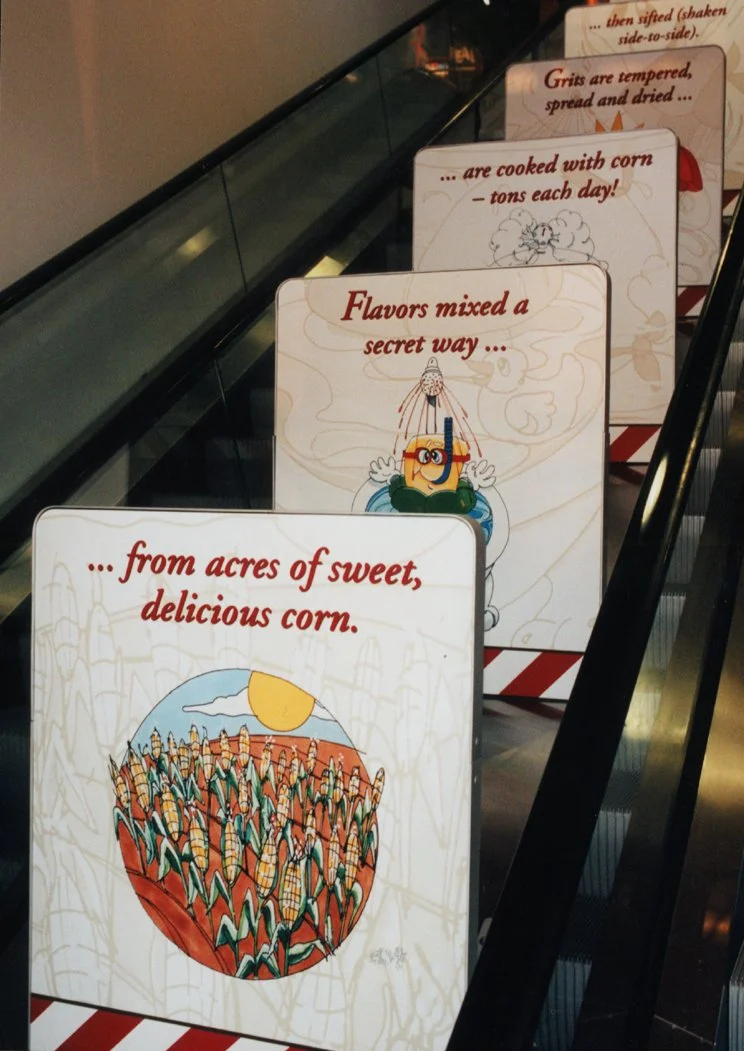 ... then sifted (shaken
side-to-side).
Grits are tempered,
spread and dried ...
... are cooked with corn
– tons each day!
Flavors mixed a
secret way ...
... from acres of sweet,
delicious corn.